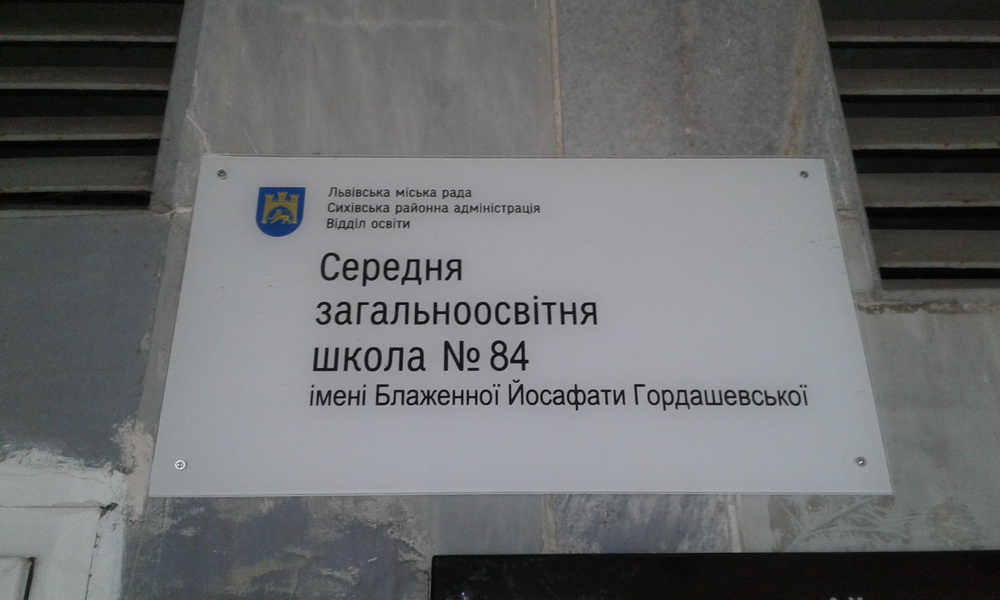 Львівська міська рада
Сихівська районна адміністрація
Відділ освіти
Середня
загальноосвітня
школа № 84
імені Блаженної Йосафати Гордашевської